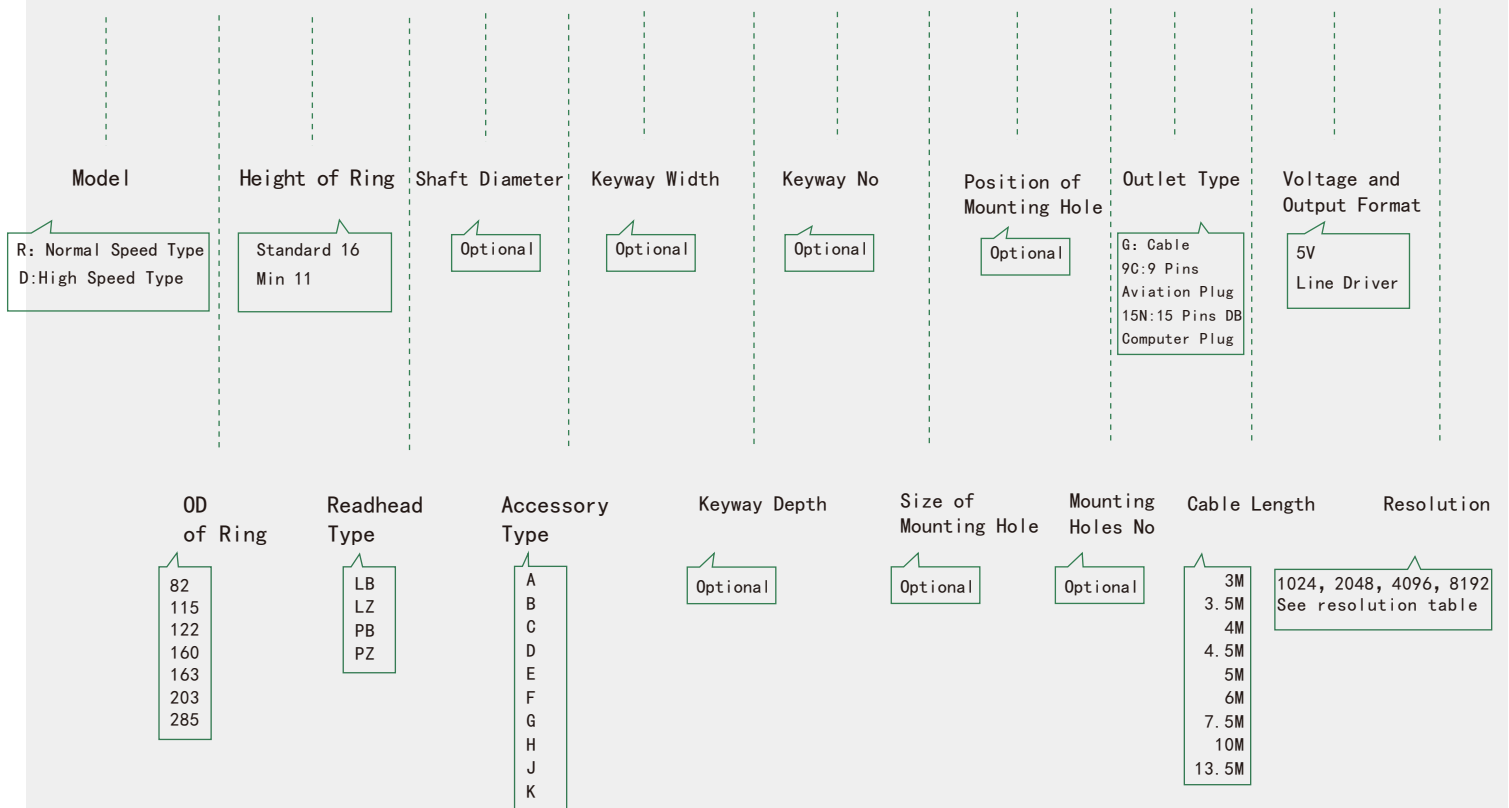 Model
R: Normal Speed Type
D:High Speed Type
Height of Ring
Standard 16
Min 11
Shaft Diameter
Optional
Keyway Width
Optional
Keyway No
Optional
Position of
Mounting Hole
Optional
Outlet Type
G: Cable
9C:9 Pins
Aviation Plug
15N:15 Pins DB
Computer Plug
Voltage and
Output Format
5V
Line Driver
OD
of Ring
82
115
122
160
163
203
285
Readhead
Type
LB
LZ
PB
PZ
Accessory
Type
A
B
C
D
E
F
G
H
J
K
Keyway Depth
Optional
Size of
Mounting Hole
Optional
Mounting
Holes No
Optional
Cable Length
3M
3.5M
4M
4.5M
5M
6M
7.5M
10M
13.5M
Resolution
1024, 2048, 4096, 8192
See resolution table